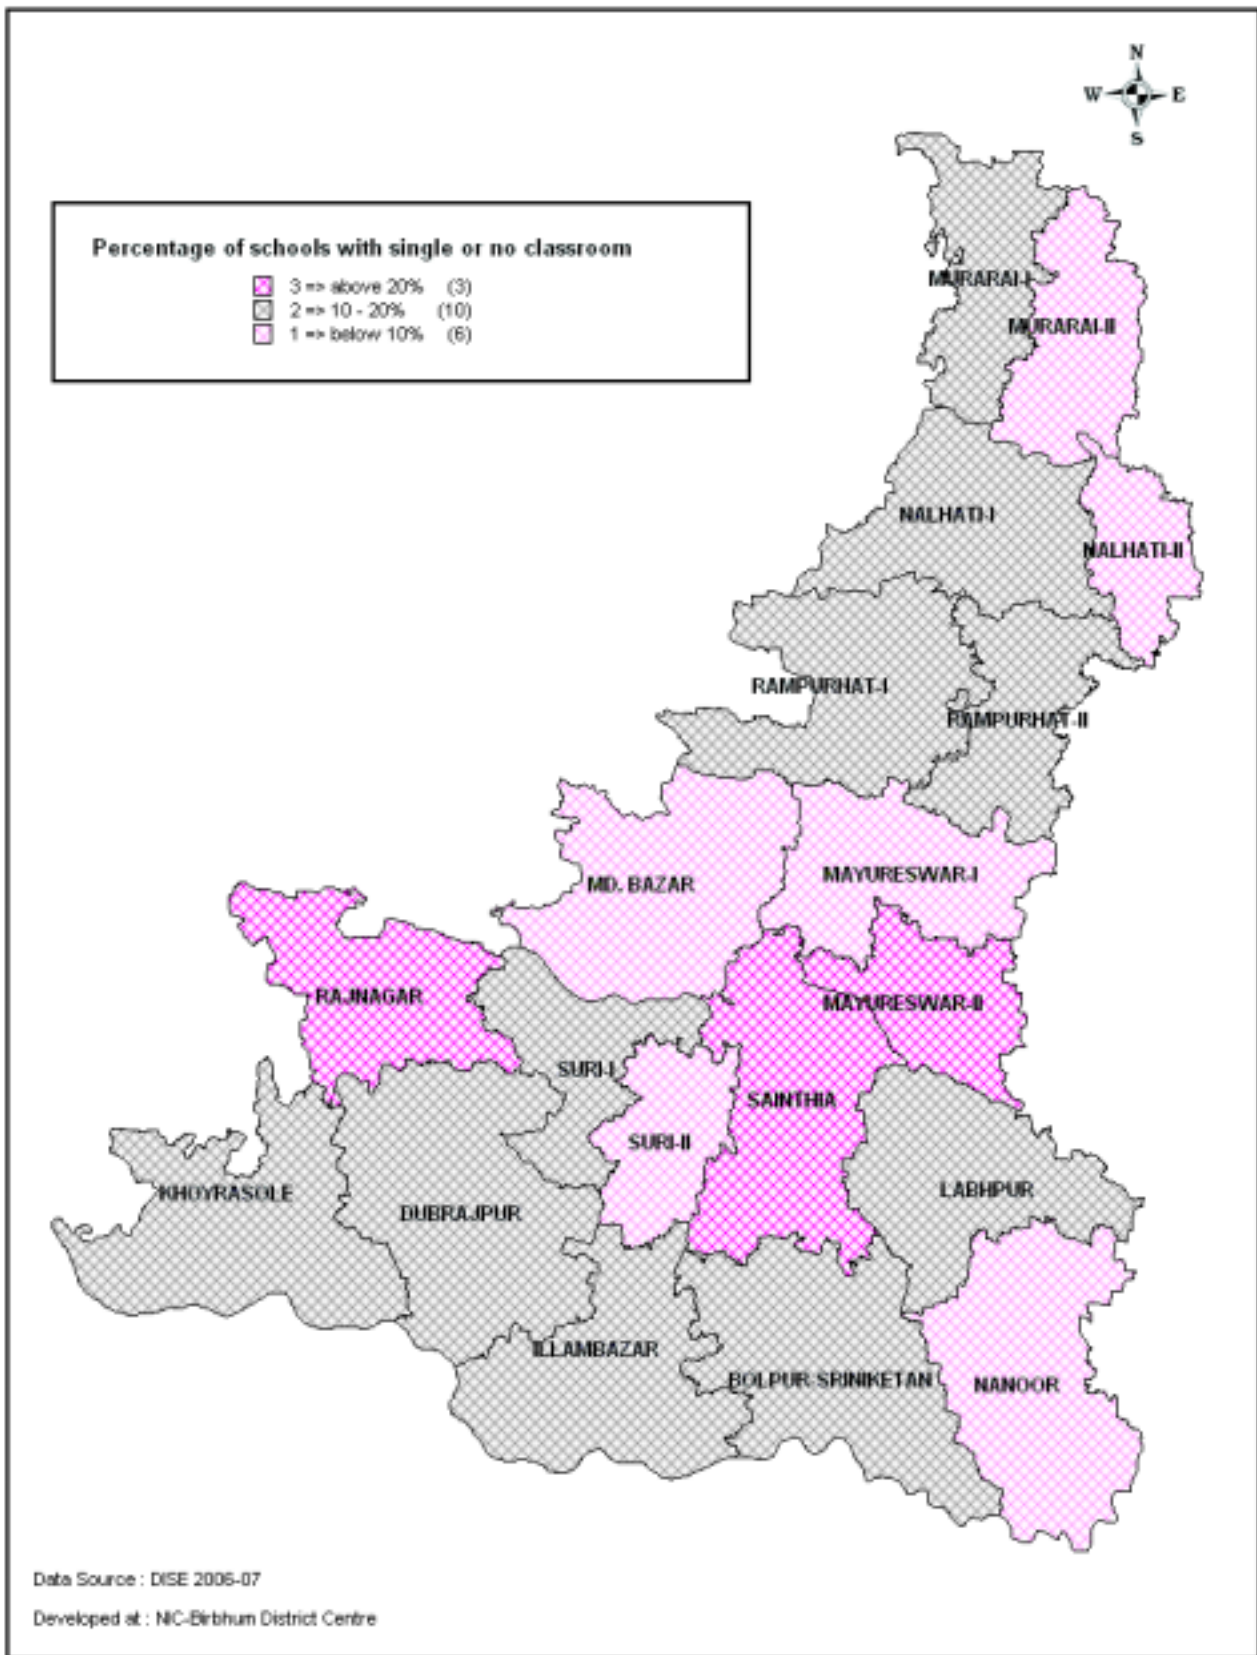 N
W E
S
Percentage of schools with single or no classroom
3 => above 20% (3)
2 => 10 - 20% (10)
1 => below 10% (6)
MURARAI-I
MURARAI-II
NALHATI-I
NALHATI-II
RAMPURHAT-I
RAMPURHAT-II
MD. BAZAR
MAYURESWAR-I
RAJNAGAR
MAYURESWAR-II
SURI-I
SAINTHIA
SURI-II
KHOYRASOLE
LABHPUR
DUBRAJPUR
ILLAMBAZAR
BOLPUR-SRINIKETAN
NANOOR
Data Source : DISE 2006-07
Developed at : NIC-Birbhum District Centre